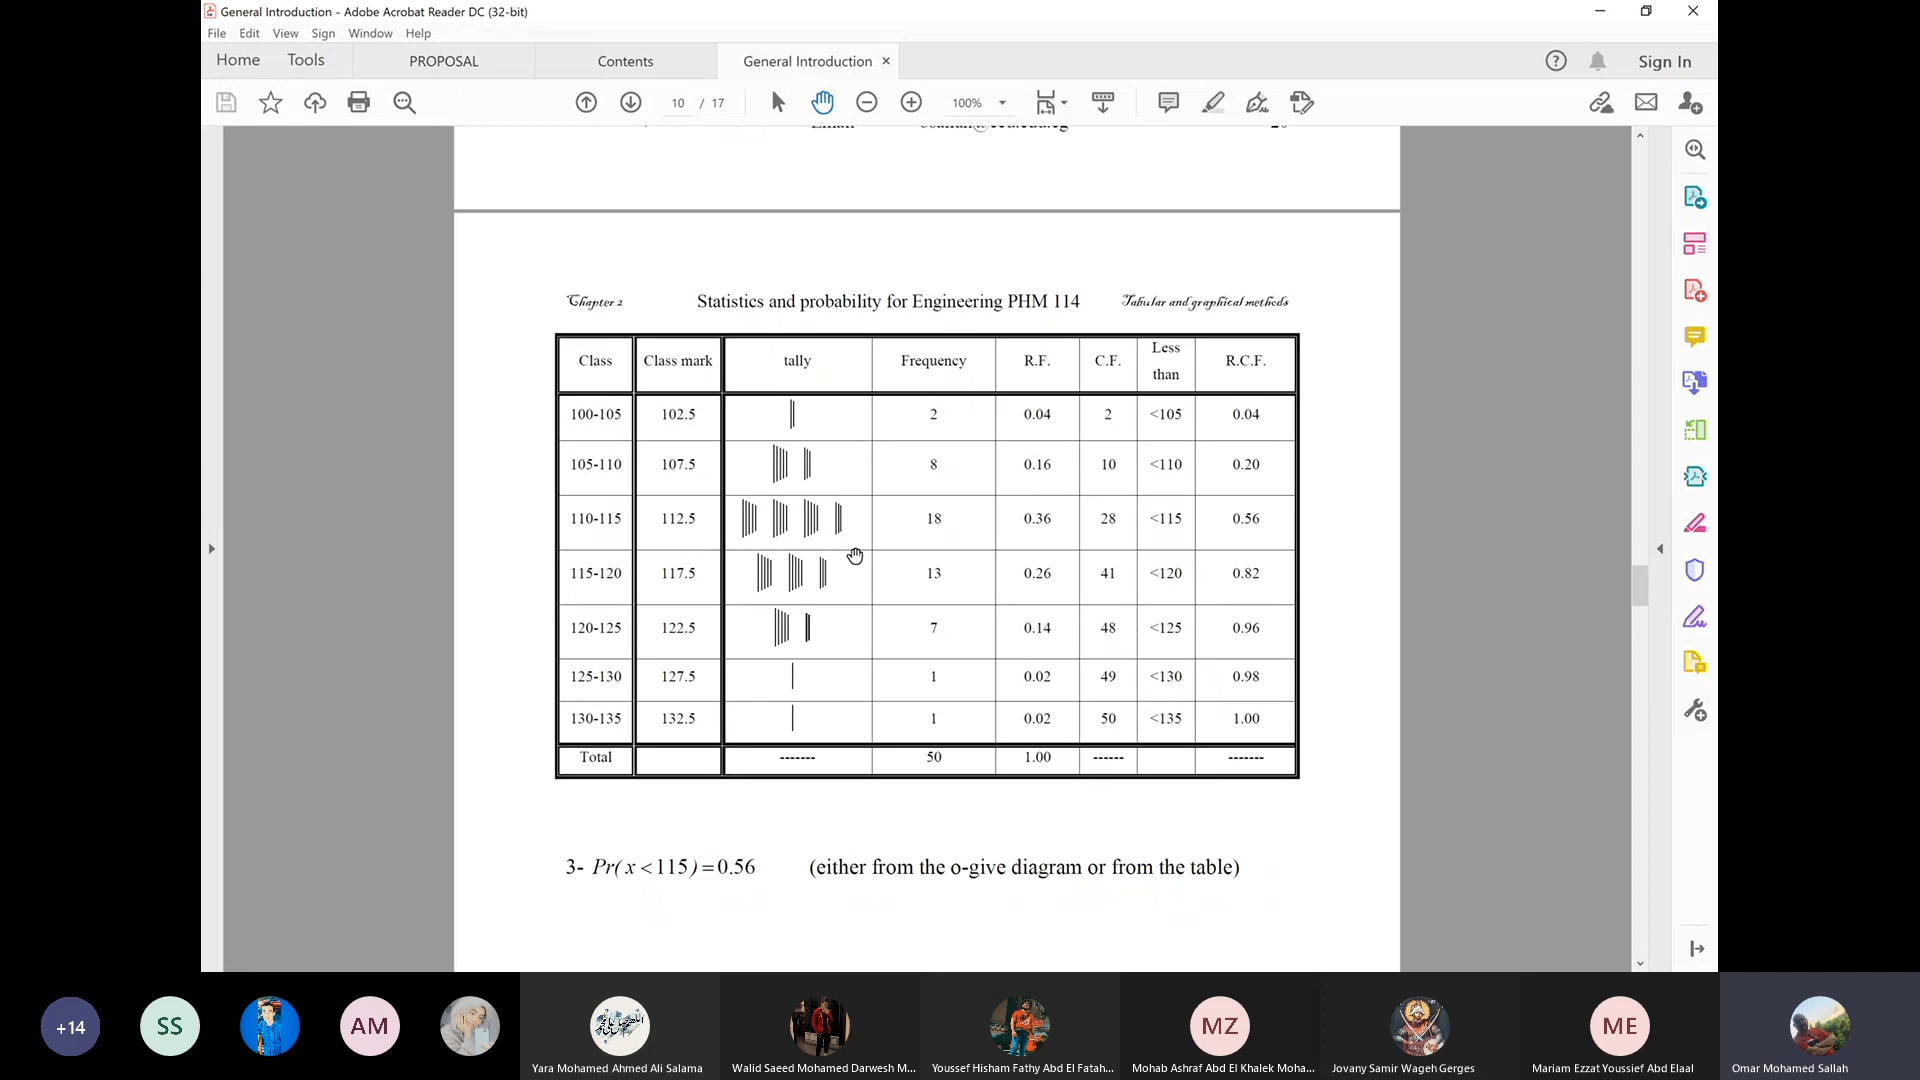 General Introduction - Adobe Acrobat Reader DC (32-bit)
File Edit View Sign Window Help
Home Tools PROPOSAL Contents General Introduction × Sign In
10 / 17 100%
Chapter 2 Statistics and probability for Engineering PHM 114 Tabular and graphical methods
Class Class mark tally Frequency R.F. C.F. Less than R.C.F.
100-105 102.5 2 0.04 2 <105 0.04
105-110 107.5 8 0.16 10 <110 0.20
110-115 112.5 18 0.36 28 <115 0.56
115-120 117.5 13 0.26 41 <120 0.82
120-125 122.5 7 0.14 48 <125 0.96
125-130 127.5 1 0.02 49 <130 0.98
130-135 132.5 1 0.02 50 <135 1.00
Total ------- 50 1.00 ------ -------
3- Pr( x < 115 ) = 0.56 (either from the o-give diagram or from the table)
+14 SS AM MZ ME
Yara Mohamed Ahmed Ali Salama Walid Saeed Mohamed Darwesh M... Youssef Hisham Fathy Abd El Fatah... Mohab Ashraf Abd El Khalek Moha... Jovany Samir Wageh Gerges Mariam Ezzat Youssief Abd Elaal Omar Mohamed Sallah